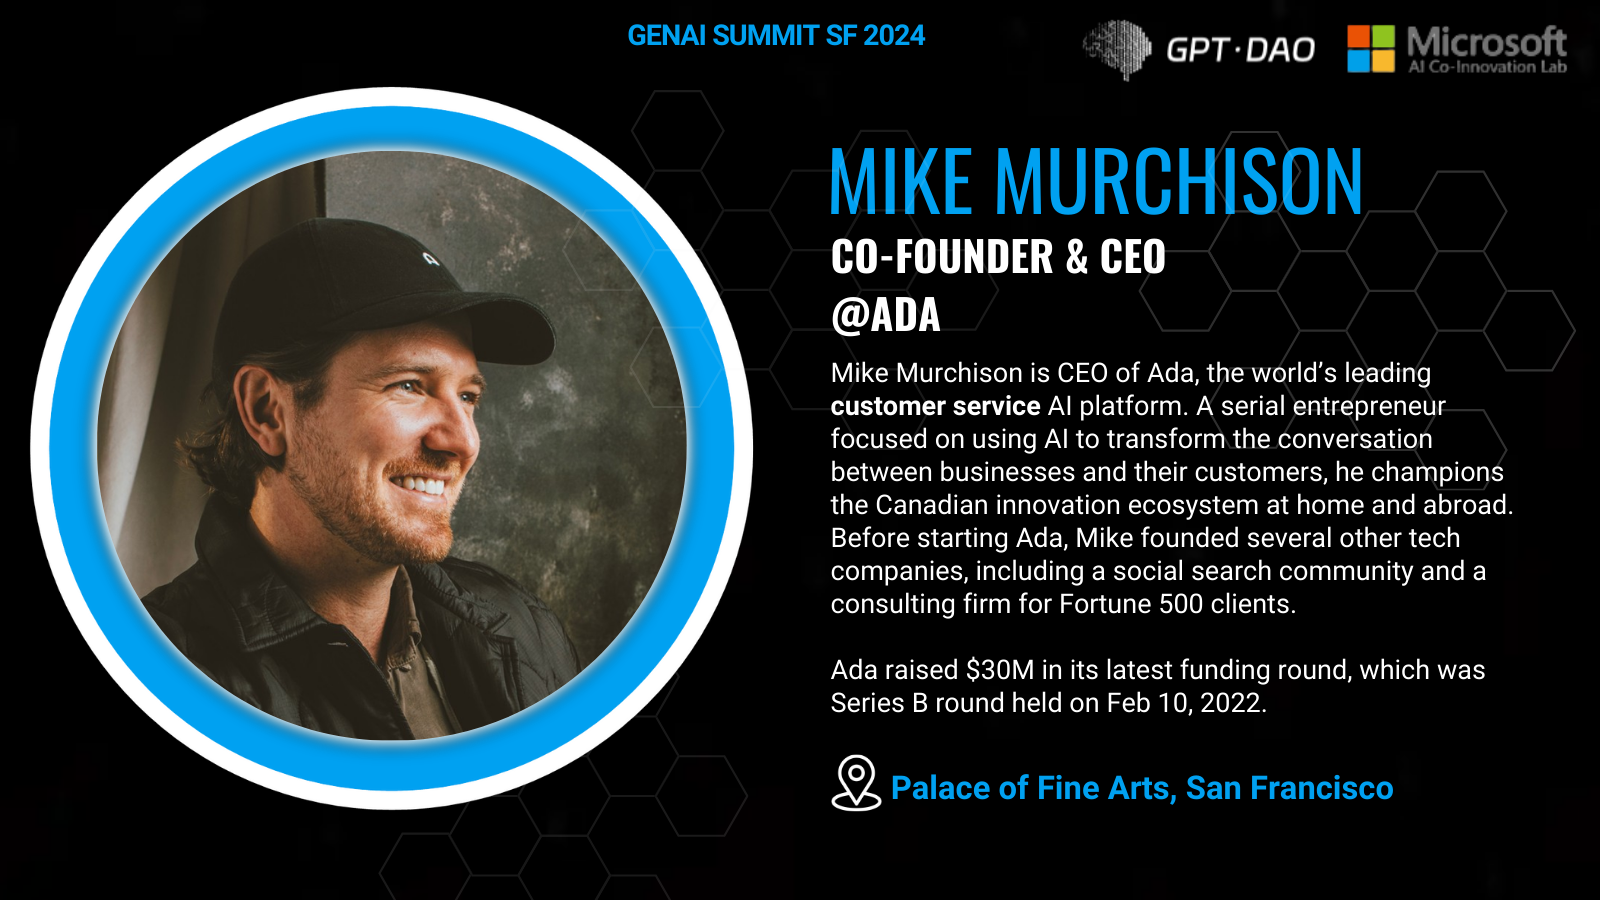 GENAI SUMMIT SF 2024
GPT·DAO
Microsoft
AI Co-Innovation Lab
MIKE MURCHISON
CO-FOUNDER & CEO
@ADA
Mike Murchison is CEO of Ada, the world’s leading
customer service AI platform. A serial entrepreneur
focused on using AI to transform the conversation
between businesses and their customers, he champions
the Canadian innovation ecosystem at home and abroad.
Before starting Ada, Mike founded several other tech
companies, including a social search community and a
consulting firm for Fortune 500 clients.
Ada raised $30M in its latest funding round, which was
Series B round held on Feb 10, 2022.
Palace of Fine Arts, San Francisco